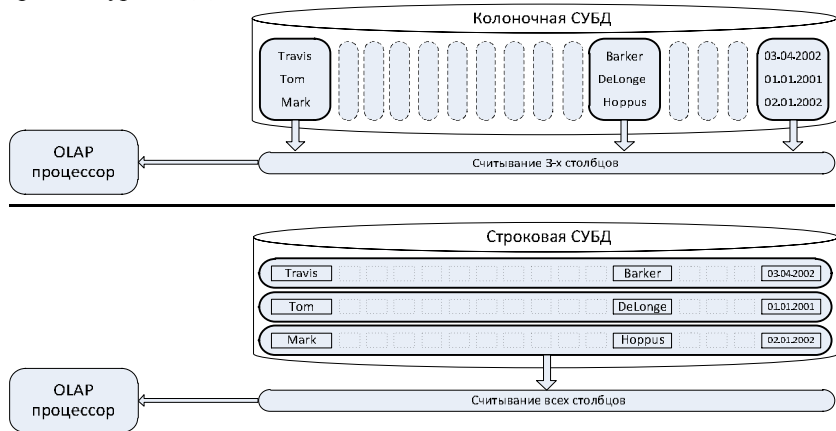 Колоночная СУБД
Travis Barker 03-04-2002
Tom DeLonge 01.01.2001
Mark Hoppus 02.01.2002
OLAP
процессор
Считывание 3-х столбцов
Строковая СУБД
Travis Barker 03-04-2002
Tom DeLonge 01.01.2001
Mark Hoppus 02.01.2002
OLAP
процессор
Считывание всех столбцов